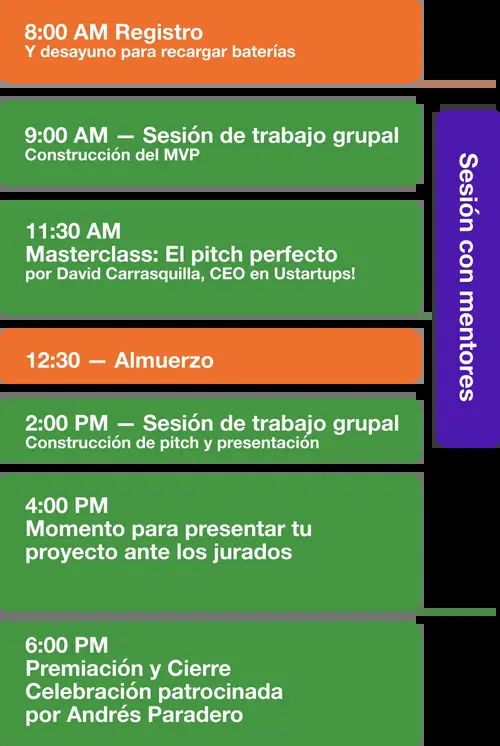 8:00 AM Registro
Y desayuno para recargar baterías
9:00 AM — Sesión de trabajo grupal
Construcción del MVP
11:30 AM
Masterclass: El pitch perfecto
por David Carrasquilla, CEO en Ustartups!
12:30 — Almuerzo
2:00 PM — Sesión de trabajo grupal
Construcción de pitch y presentación
4:00 PM
Momento para presentar tu
proyecto ante los jurados
6:00 PM
Premiación y Cierre
Celebración patrocinada
por Andrés Paradero
Sesión con mentores